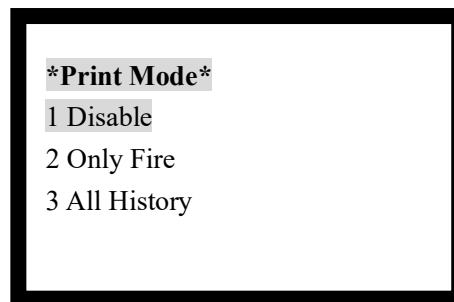 *Print Mode*
1 Disable
2 Only Fire
3 All History